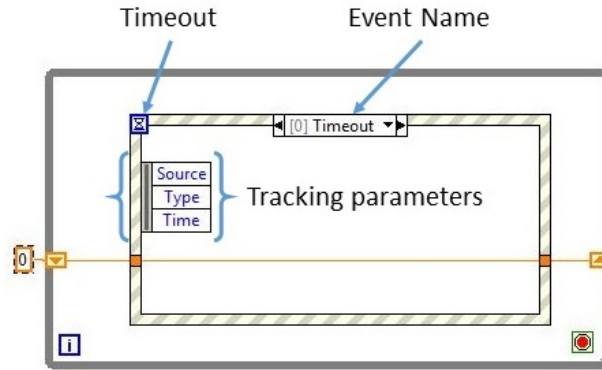 Timeout
Event Name
[0] Timeout
Source
Type
Time
Tracking parameters
0
i